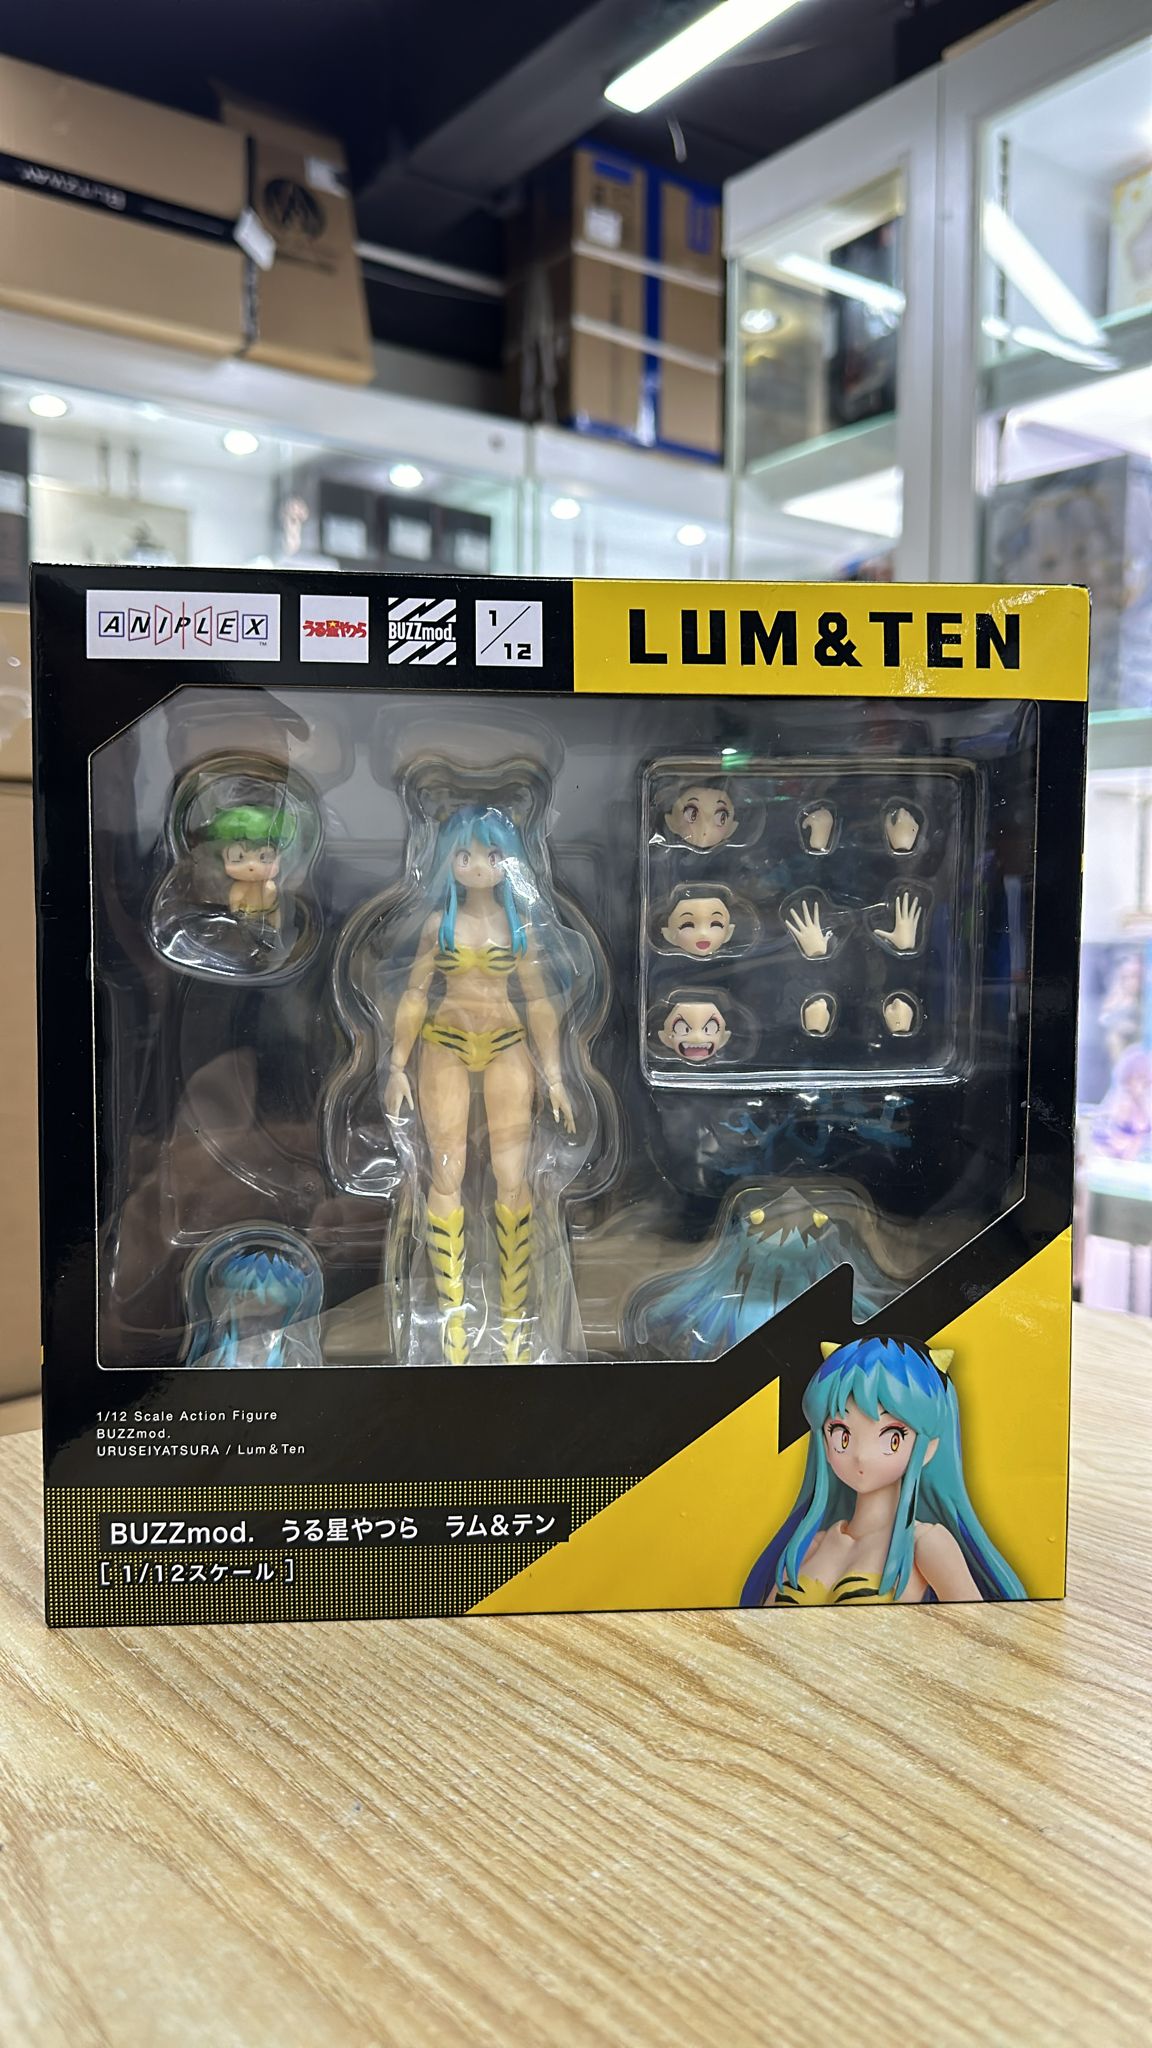 ANIPLEX
TM
うる星やつら
BUZZmod.
1/12
LUM&TEN
1/12 Scale Action Figure
BUZZmod.
URUSEIYATSURA / Lum&Ten
BUZZmod. うる星やつら ラム&テン
[ 1/12スケール ]